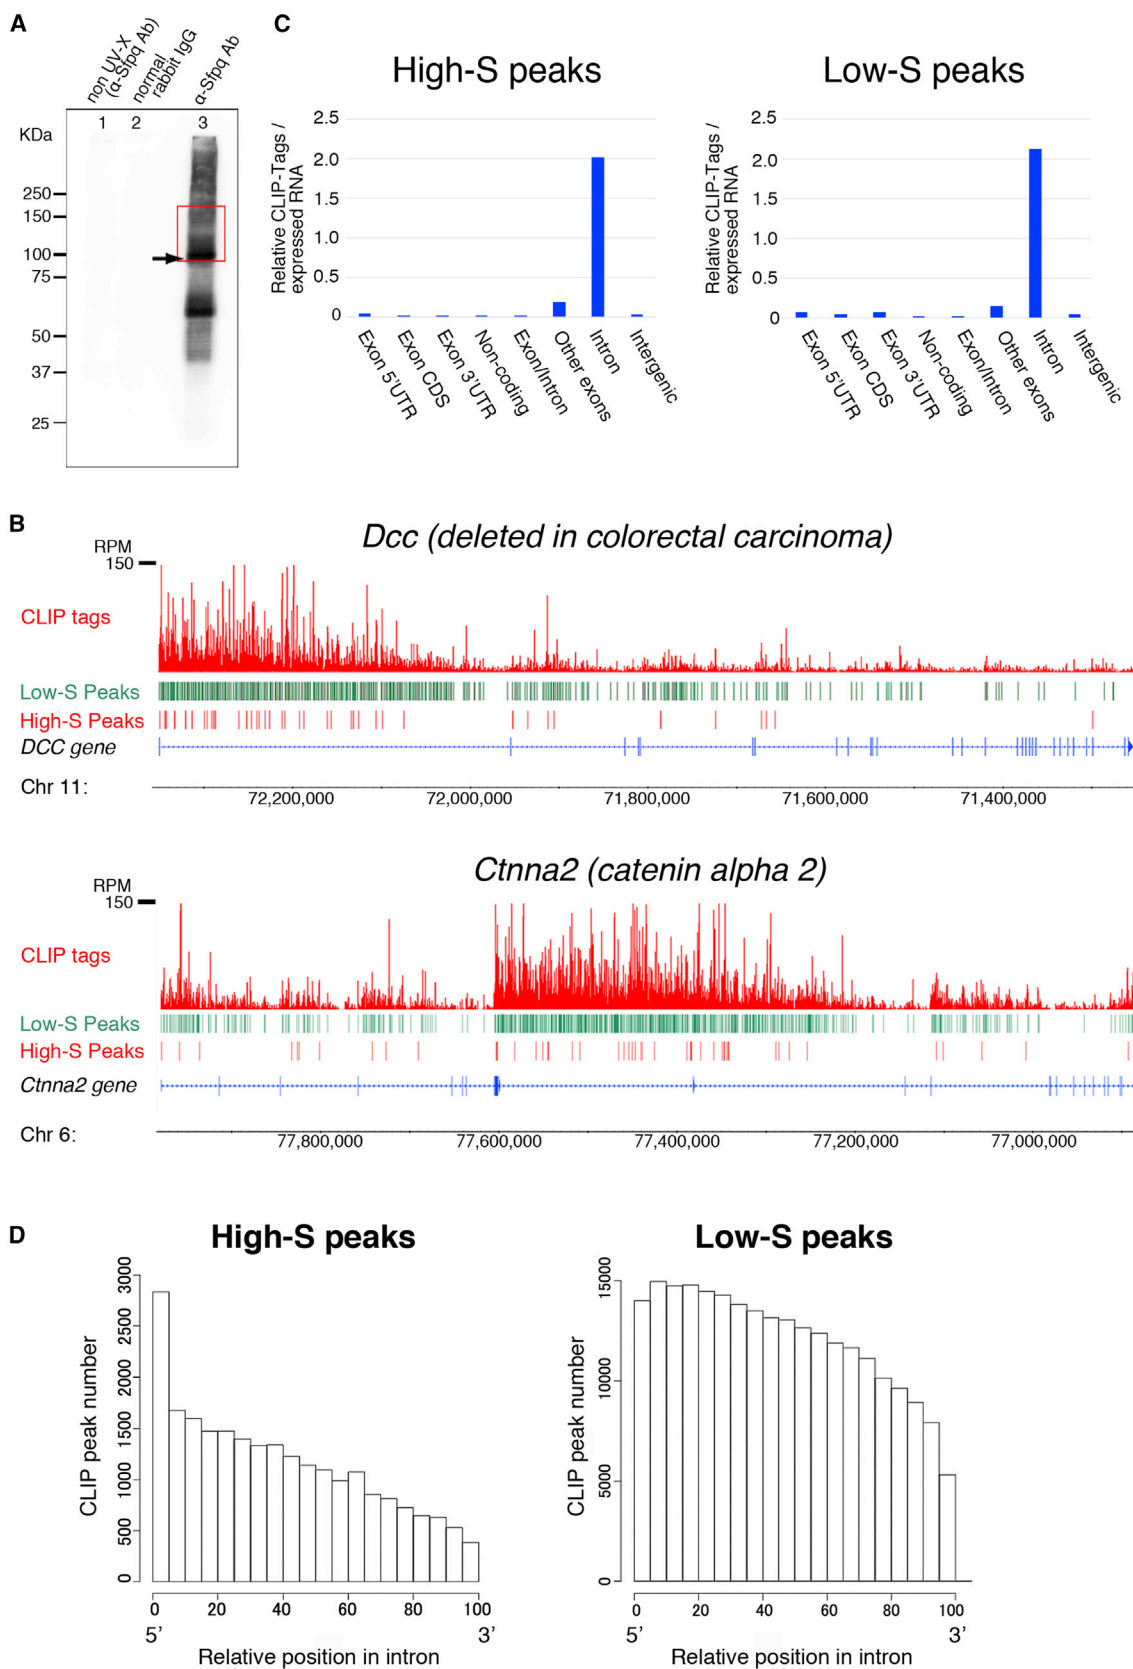 A
non UV-X
(α-Sfpq Ab)
normal
rabbit IgG
α-Sfpq Ab
1 2 3
KDa
250
150
100
75
50
37
25
C
High-S peaks
Relative CLIP-Tags /
expressed RNA
2.5
2.0
1.5
1.0
0.5
0
Exon 5'UTR
Exon CDS
Exon 3'UTR
Non-coding
Exon/Intron
Other exons
Intron
Intergenic
Low-S peaks
Relative CLIP-Tags /
expressed RNA
2.5
2.0
1.5
1.0
0.5
0
Exon 5'UTR
Exon CDS
Exon 3'UTR
Non-coding
Exon/Intron
Other exons
Intron
Intergenic
B
Dcc (deleted in colorectal carcinoma)
RPM
150
CLIP tags
Low-S Peaks
High-S Peaks
DCC gene
Chr 11:
72,200,000 72,000,000 71,800,000 71,600,000 71,400,000
Ctnna2 (catenin alpha 2)
RPM
150
CLIP tags
Low-S Peaks
High-S Peaks
Ctnna2 gene
Chr 6:
77,800,000 77,600,000 77,400,000 77,200,000 77,000,000
D
High-S peaks
CLIP peak number
3000
2500
2000
1500
1000
500
0
0 20 40 60 80 100
5' 3'
Relative position in intron
Low-S peaks
CLIP peak number
15000
10000
5000
0
0 20 40 60 80 100
5' 3'
Relative position in intron